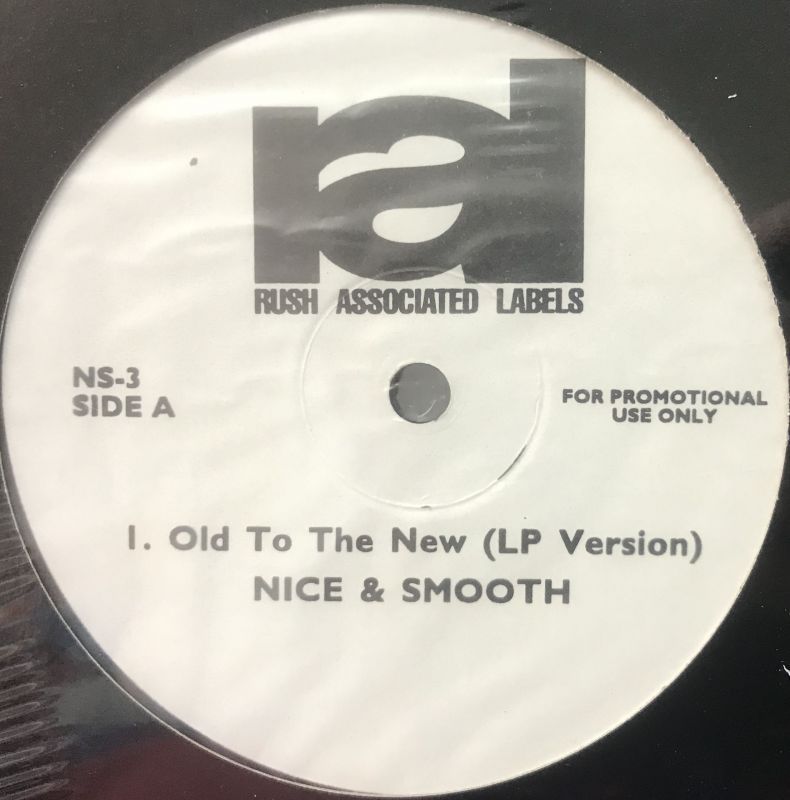 ral
RUSH ASSOCIATED LABELS
NS-3
SIDE A
FOR PROMOTIONAL
USE ONLY
1. Old To The New (LP Version)
NICE & SMOOTH